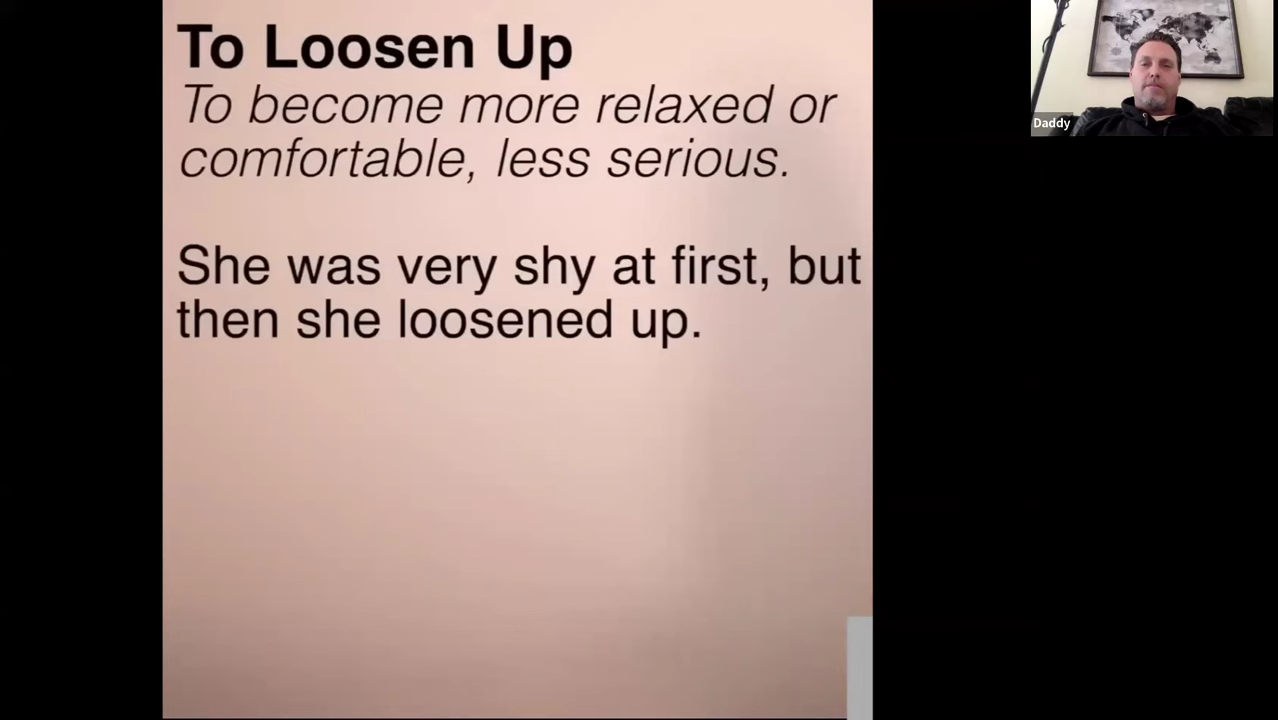 To Loosen Up
To become more relaxed or
comfortable, less serious.
She was very shy at first, but
then she loosened up.
Daddy